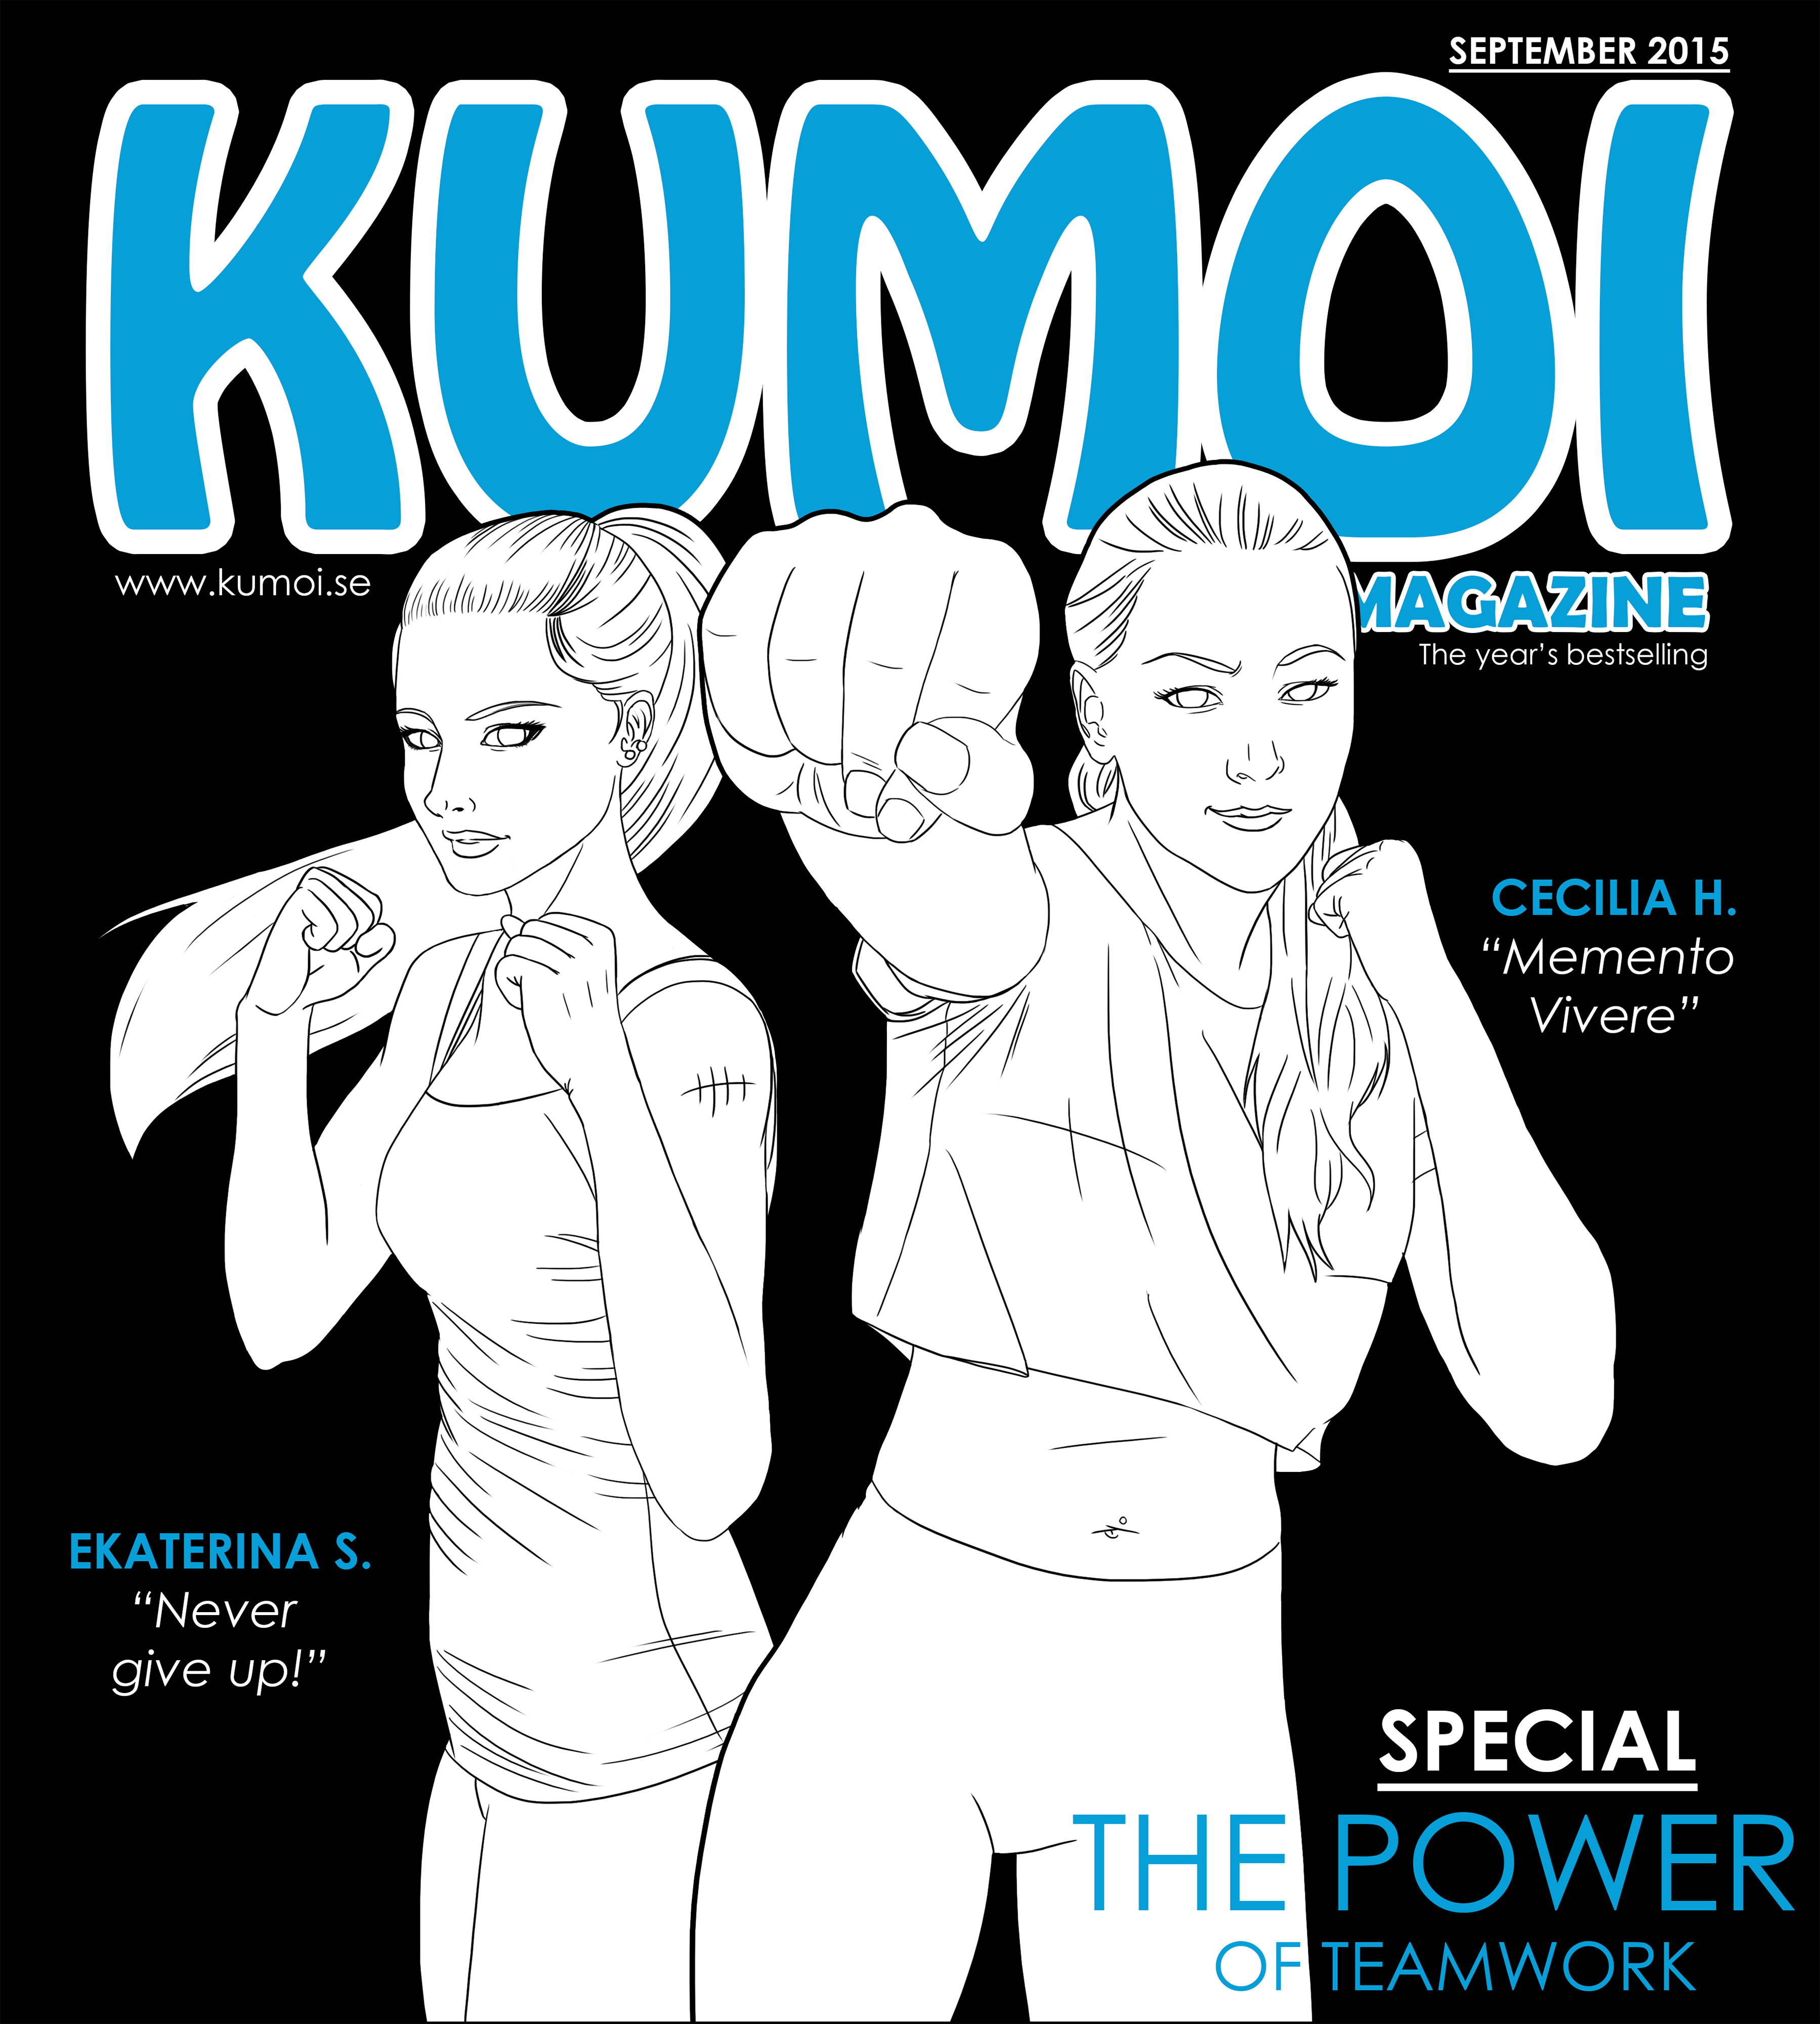 SEPTEMBER 2015
KUMOI
www.kumoi.se
MAGAZINE
The year's bestselling
CECILIA H.
“Memento
Vivere”
EKATERINA S.
“Never
give up!”
SPECIAL
THE POWER
OF TEAMWORK